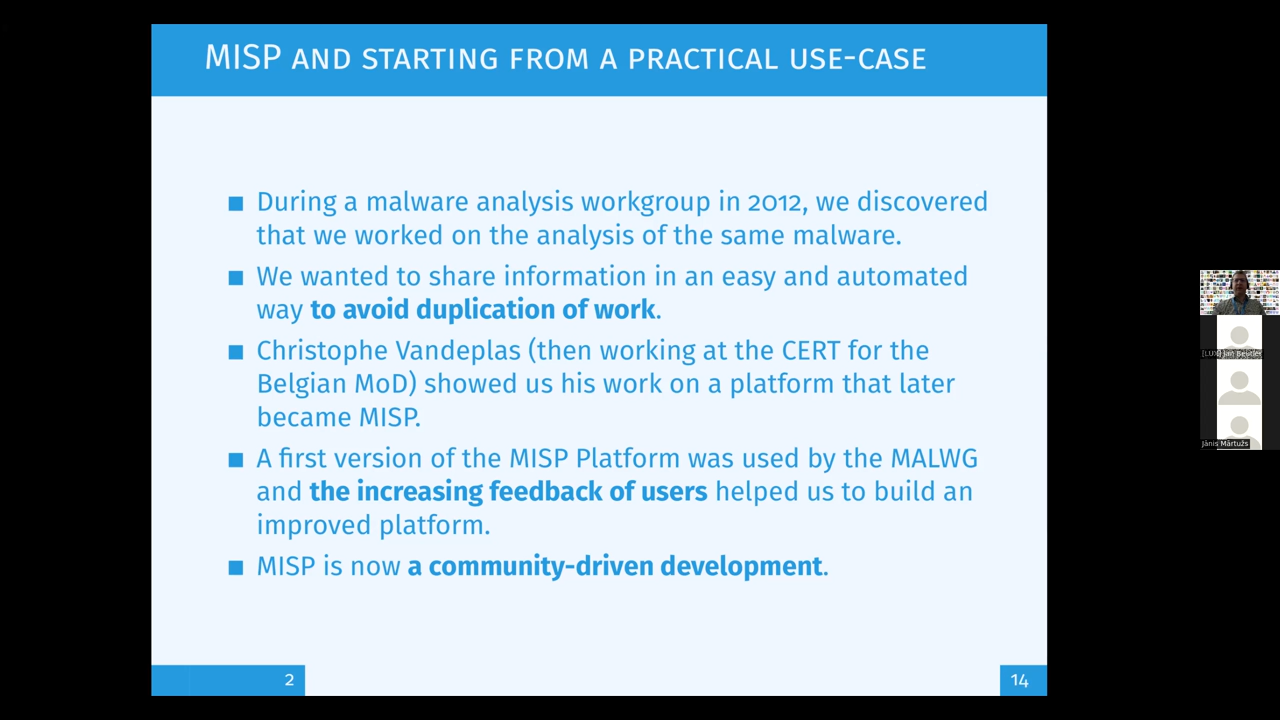 MISP AND STARTING FROM A PRACTICAL USE-CASE
■ During a malware analysis workgroup in 2012, we discovered
that we worked on the analysis of the same malware.
■ We wanted to share information in an easy and automated
way to avoid duplication of work.
■ Christophe Vandeplas (then working at the CERT for the
Belgian MoD) showed us his work on a platform that later
became MISP.
■ A first version of the MISP Platform was used by the MALWG
and the increasing feedback of users helped us to build an
improved platform.
■ MISP is now a community-driven development.
2
14
Jānis Mārtužs